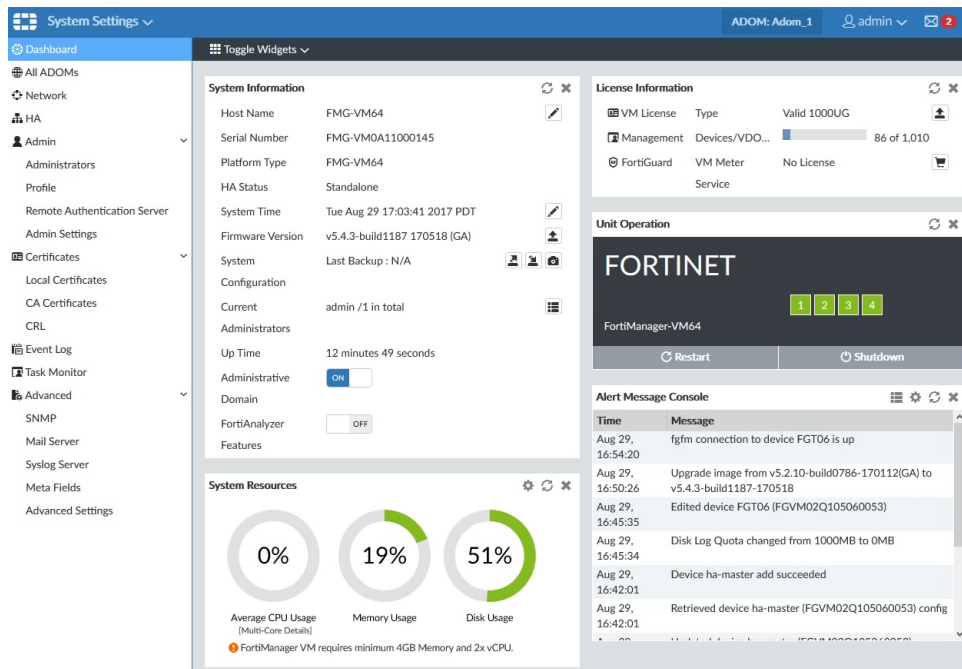 System Settings
ADOM: Adom_1
admin
2
Dashboard
Toggle Widgets
All ADOMs
Network
HA
Admin
Administrators
Profile
Remote Authentication Server
Admin Settings
Certificates
Local Certificates
CA Certificates
CRL
Event Log
Task Monitor
Advanced
SNMP
Mail Server
Syslog Server
Meta Fields
Advanced Settings
System Information
Host Name FMG-VM64
Serial Number FMG-VM0A11000145
Platform Type FMG-VM64
HA Status Standalone
System Time Tue Aug 29 17:03:41 2017 PDT
Firmware Version v5.4.3-build1187 170518 (GA)
System Last Backup : N/A
Configuration
Current admin /1 in total
Administrators
Up Time 12 minutes 49 seconds
Administrative ON
Domain
FortiAnalyzer OFF
Features
System Resources
0% 19% 51%
Average CPU Usage Memory Usage Disk Usage
[Multi-Core Details]
FortiManager VM requires minimum 4GB Memory and 2x vCPU.
License Information
VM License Type Valid 1000UG
Management Devices/VDO... 86 of 1,010
FortiGuard VM Meter No License
Service
Unit Operation
FORTINET
1 2 3 4
FortiManager-VM64
Restart Shutdown
Alert Message Console
Time Message
Aug 29, fgfm connection to device FGT06 is up
16:54:20
Aug 29, Upgrade image from v5.2.10-build0786-170112(GA) to
16:50:26 v5.4.3-build1187-170518
Aug 29, Edited device FGT06 (FGVM02Q105060053)
16:45:35
Aug 29, Disk Log Quota changed from 1000MB to 0MB
16:45:34
Aug 29, Device ha-master add succeeded
16:42:01
Aug 29, Retrieved device ha-master (FGVM02Q105060053) config
16:42:01